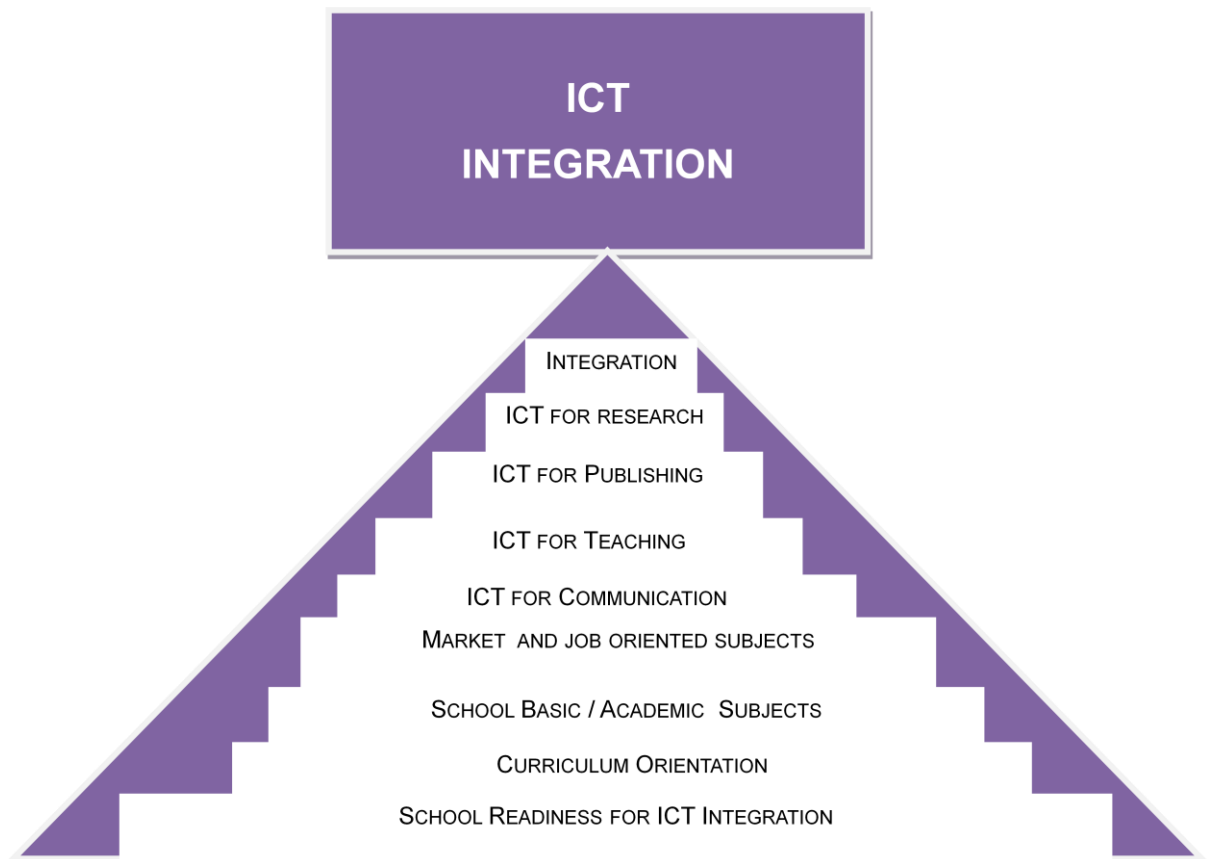 ICT
INTEGRATION
INTEGRATION
ICT FOR RESEARCH
ICT FOR PUBLISHING
ICT FOR TEACHING
ICT FOR COMMUNICATION
MARKET AND JOB ORIENTED SUBJECTS
SCHOOL BASIC / ACADEMIC SUBJECTS
CURRICULUM ORIENTATION
SCHOOL READINESS FOR ICT INTEGRATION